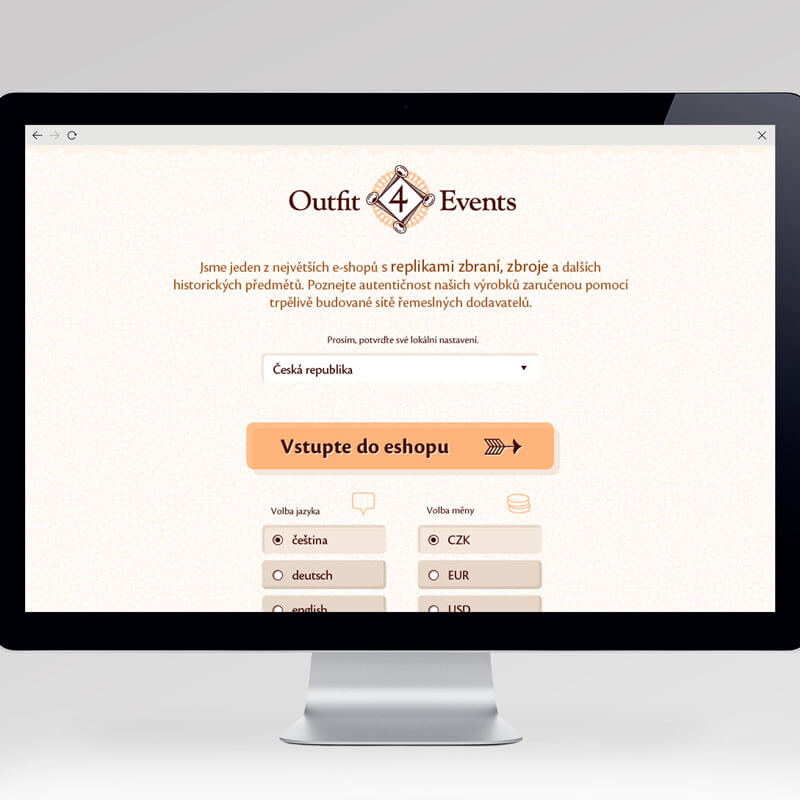 Outfit 4 Events
Jsme jeden z největších e-shopů s replikami zbraní, zbroje a dalších
historických předmětů. Poznejte autentičnost našich výrobků zaručenou pomocí
trpělivě budované sítě řemeslných dodavatelů.
Prosím, potvrďte své lokální nastavení.
Česká republika
Vstupte do eshopu
Volba jazyka
Volba měny
čeština
CZK
deutsch
EUR
english
USD